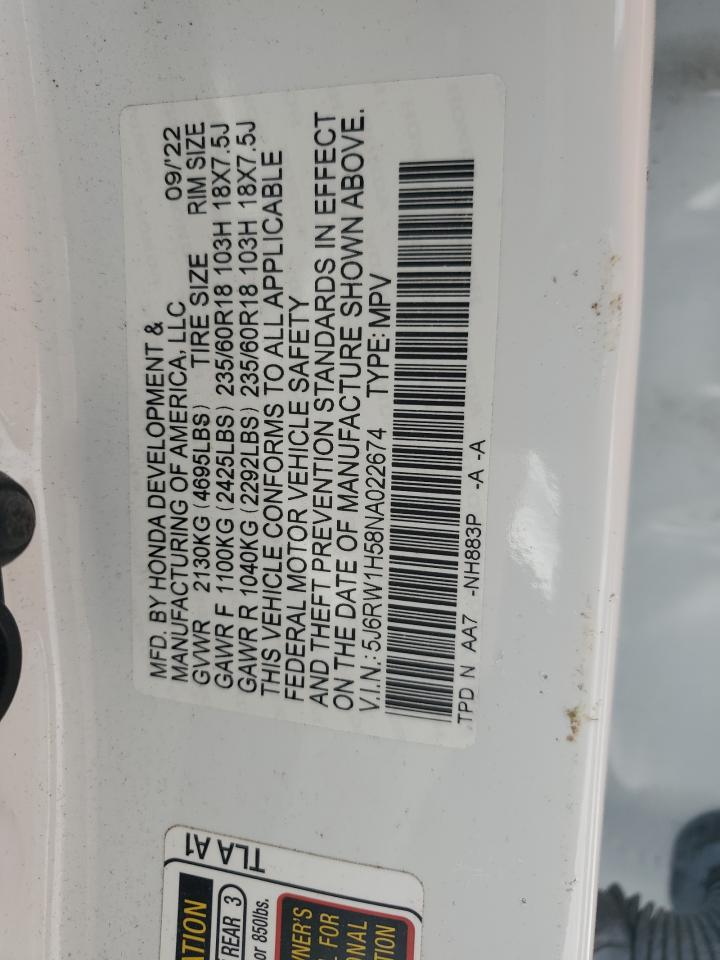 MFD. BY HONDA DEVELOPMENT &
MANUFACTURING OF AMERICA, LLC 09/'22
GVWR 2130KG (4695LBS) TIRE SIZE RIM SIZE
GAWR F 1100KG (2425LBS) 235/60R18 103H 18X7.5J
GAWR R 1040KG (2292LBS) 235/60R18 103H 18X7.5J
THIS VEHICLE CONFORMS TO ALL APPLICABLE
FEDERAL MOTOR VEHICLE SAFETY
AND THEFT PREVENTION STANDARDS IN EFFECT
ON THE DATE OF MANUFACTURE SHOWN ABOVE.
V.I.N.: 5J6RW1H58NA022674 TYPE: MPV
TPD N AA7 -NH883P -A -A
TLA A1
REAR 3
or 850lbs.
FOR